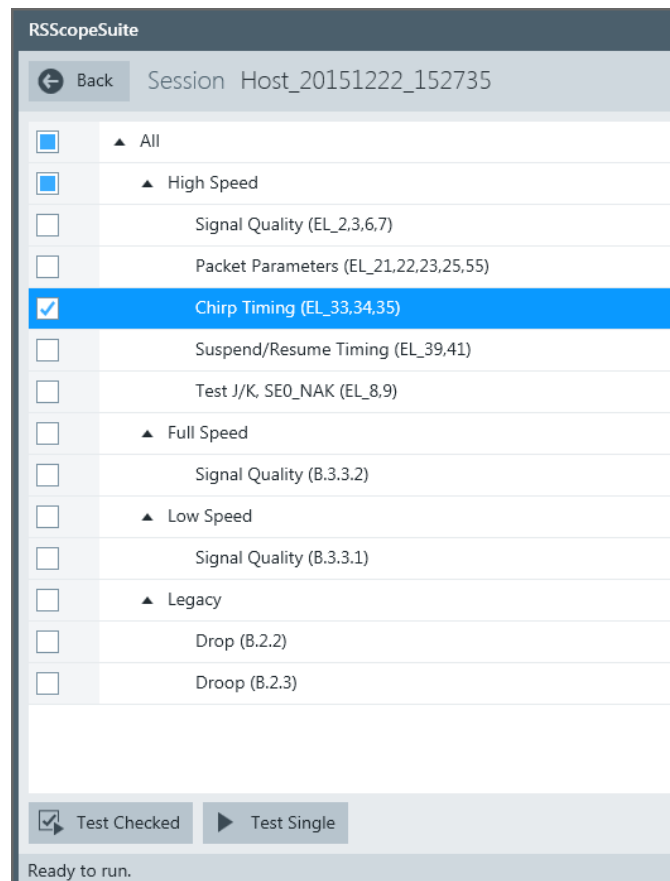 RSScopeSuite
Back Session Host_20151222_152735
All
High Speed
Signal Quality (EL_2,3,6,7)
Packet Parameters (EL_21,22,23,25,55)
Chirp Timing (EL_33,34,35)
Suspend/Resume Timing (EL_39,41)
Test J/K, SE0_NAK (EL_8,9)
Full Speed
Signal Quality (B.3.3.2)
Low Speed
Signal Quality (B.3.3.1)
Legacy
Drop (B.2.2)
Droop (B.2.3)
Test Checked Test Single
Ready to run.